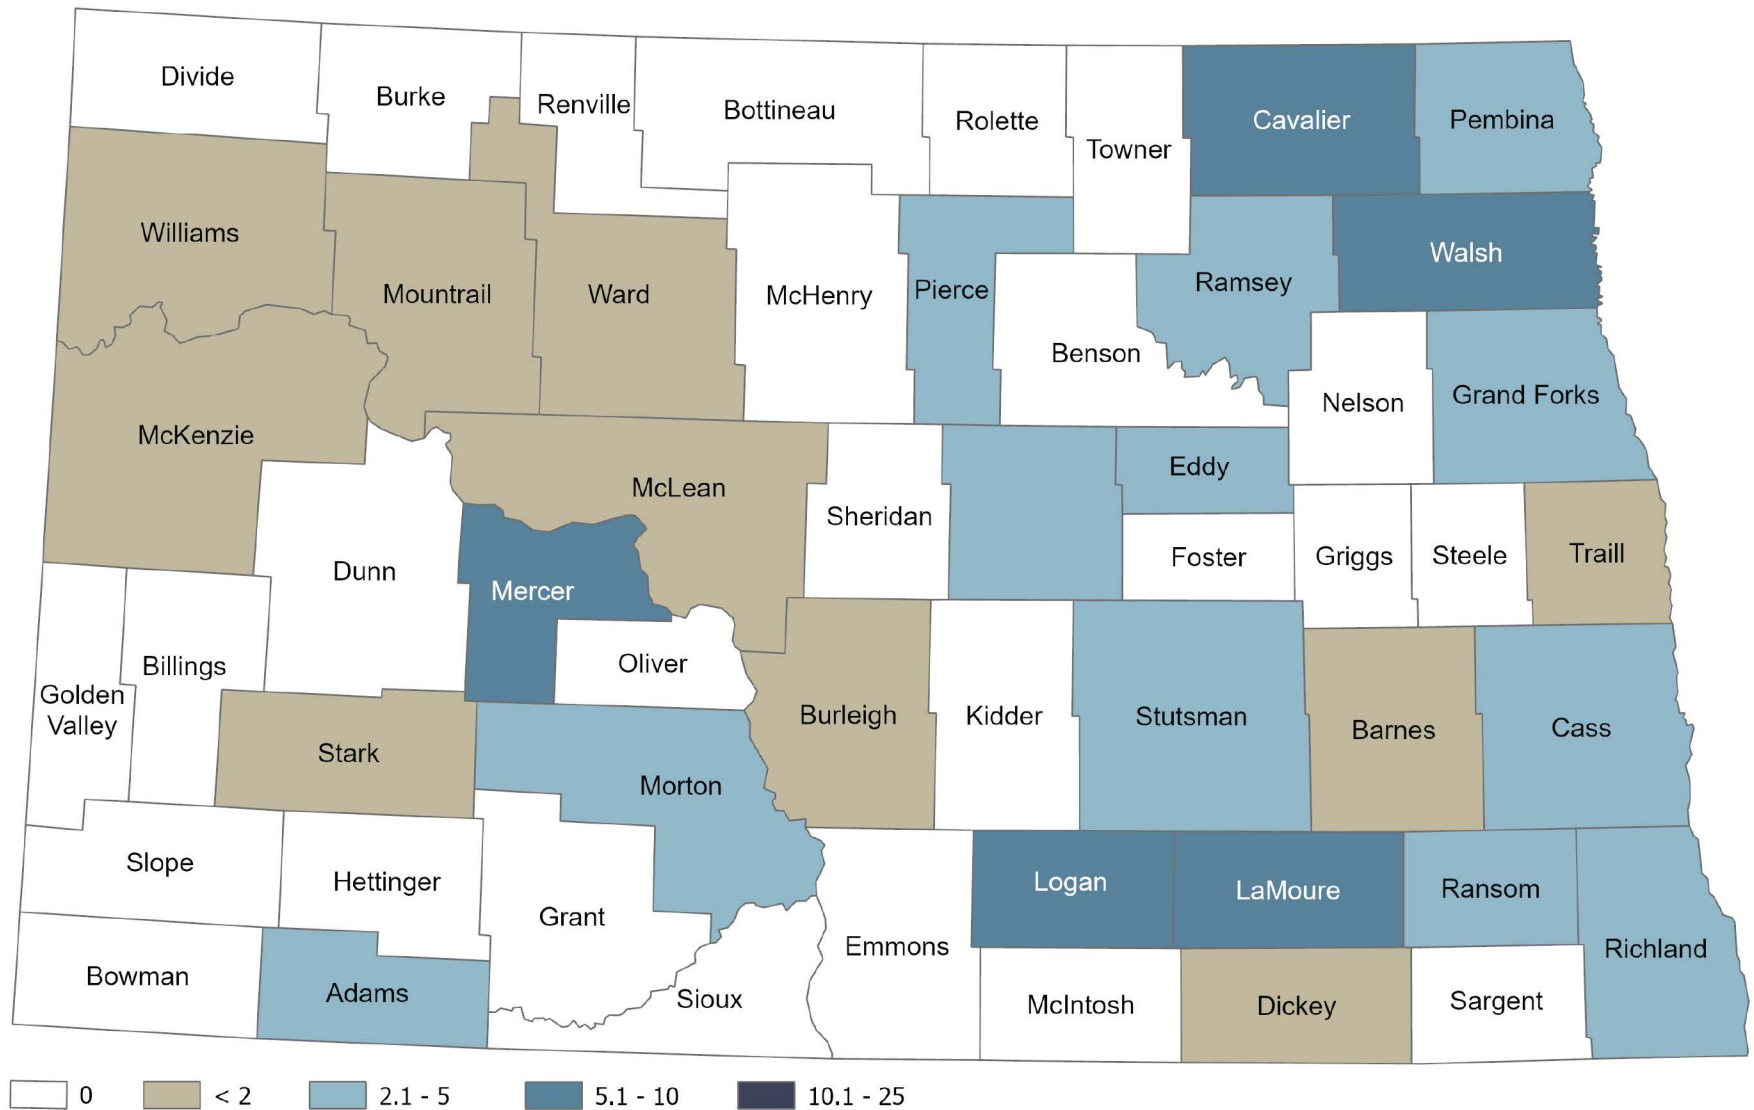 Divide
Burke
Renville
Bottineau
Rolette
Towner
Cavalier
Pembina
Williams
Mountrail
Ward
McHenry
Pierce
Benson
Ramsey
Walsh
Nelson
Grand Forks
McKenzie
McLean
Sheridan
Eddy
Foster
Griggs
Steele
Traill
Dunn
Mercer
Oliver
Golden
Valley
Billings
Stark
Morton
Burleigh
Kidder
Stutsman
Barnes
Cass
Slope
Hettinger
Grant
Emmons
Logan
LaMoure
Ransom
Richland
Bowman
Adams
Sioux
McIntosh
Dickey
Sargent
0 < 2 2.1 - 5 5.1 - 10 10.1 - 25